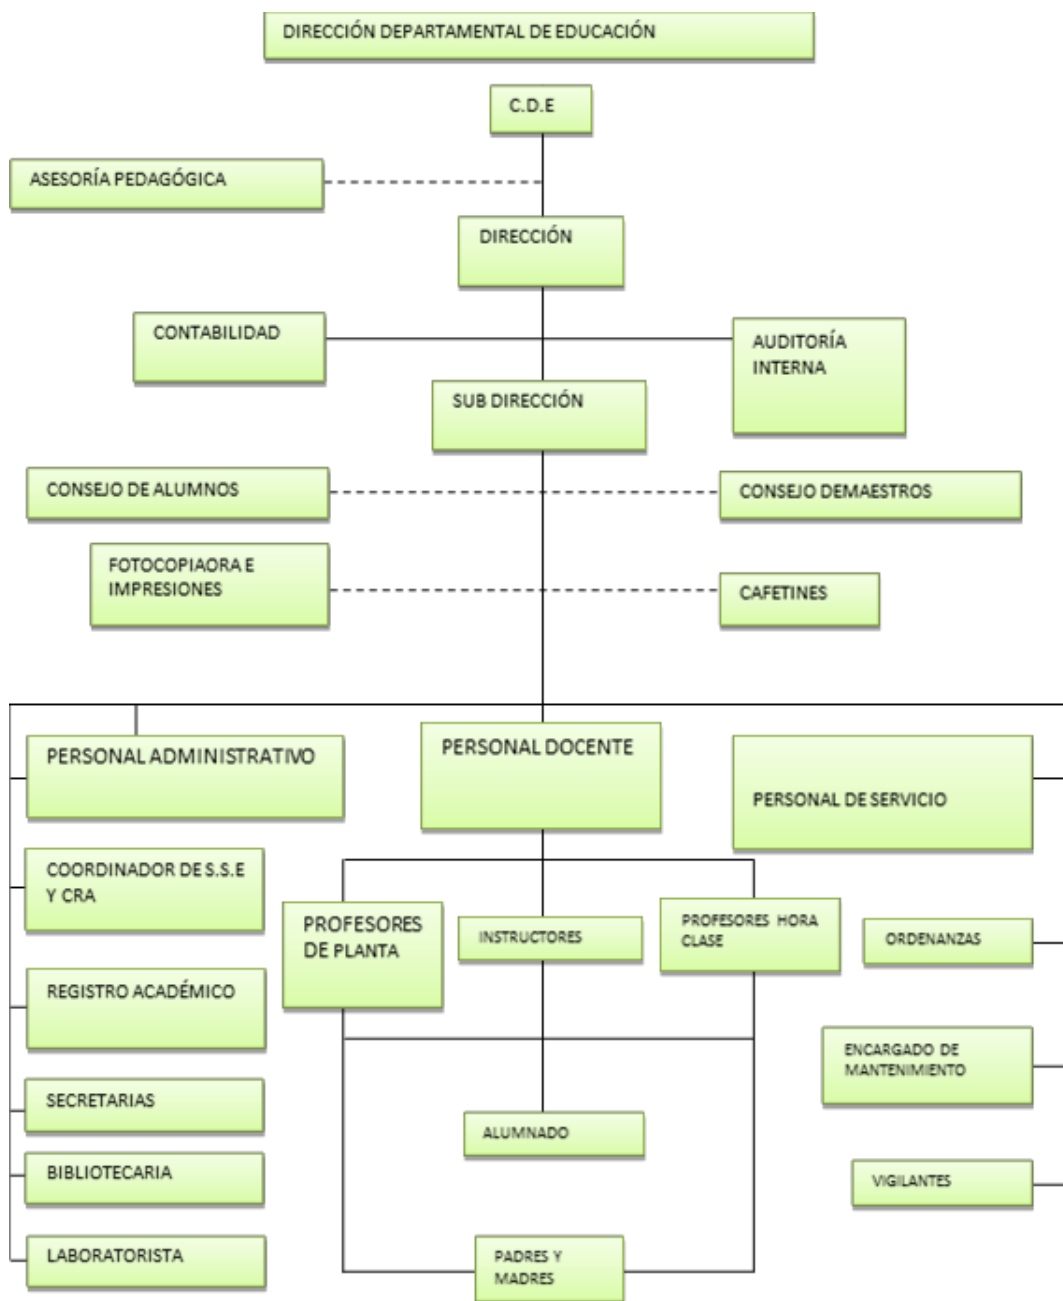 DIRECCIÓN DEPARTAMENTAL DE EDUCACIÓN
C.D.E
ASESORÍA PEDAGÓGICA
DIRECCIÓN
CONTABILIDAD
AUDITORÍA
INTERNA
SUB DIRECCIÓN
CONSEJO DE ALUMNOS
CONSEJO DEMAESTROS
FOTOCOPIAORA E
IMPRESIONES
CAFETINES
PERSONAL ADMINISTRATIVO
PERSONAL DOCENTE
PERSONAL DE SERVICIO
COORDINADOR DE S.S.E
Y CRA
PROFESORES
DE PLANTA
INSTRUCTORES
PROFESORES HORA
CLASE
ORDENANZAS
REGISTRO ACADÉMICO
ENCARGADO DE
MANTENIMIENTO
SECRETARIAS
ALUMNADO
BIBLIOTECARIA
VIGILANTES
LABORATORISTA
PADRES Y
MADRES